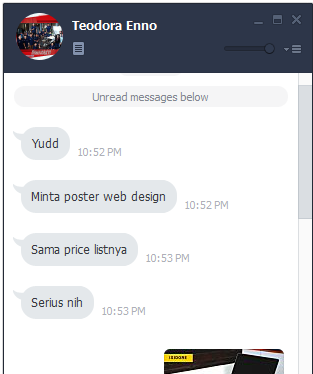 Teodora Enno
Unread messages below
Yudd
10:52 PM
Minta poster web design
10:52 PM
Sama price listnya
10:53 PM
Serius nih
10:53 PM